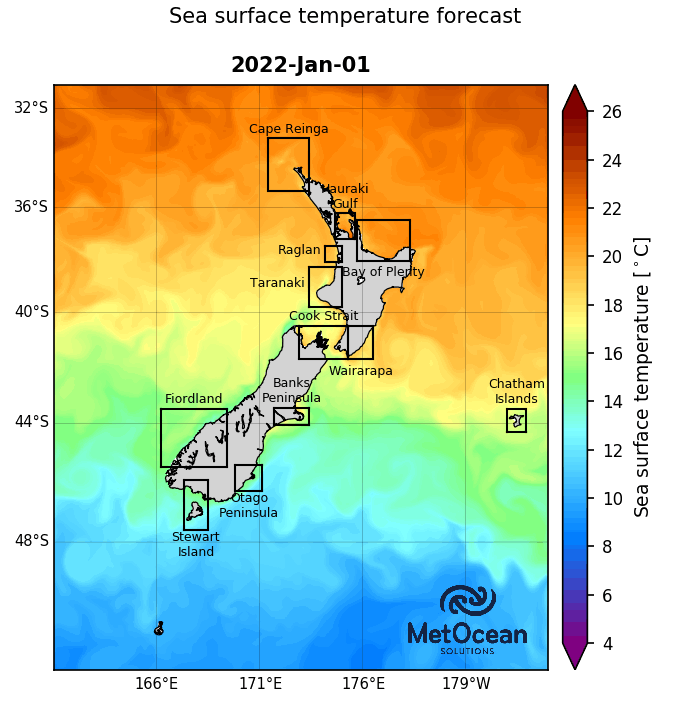 Sea surface temperature forecast
2022-Jan-01
32°S
36°S
40°S
44°S
48°S
166°E
171°E
176°E
179°W
Cape Reinga
Hauraki
Gulf
Raglan
Bay of Plenty
Taranaki
Cook Strait
Wairarapa
Banks
Peninsula
Fiordland
Chatham
Islands
Otago
Peninsula
Stewart
Island
MetOcean
SOLUTIONS
26
24
22
20
18
16
14
12
10
8
6
4
Sea surface temperature [°C]